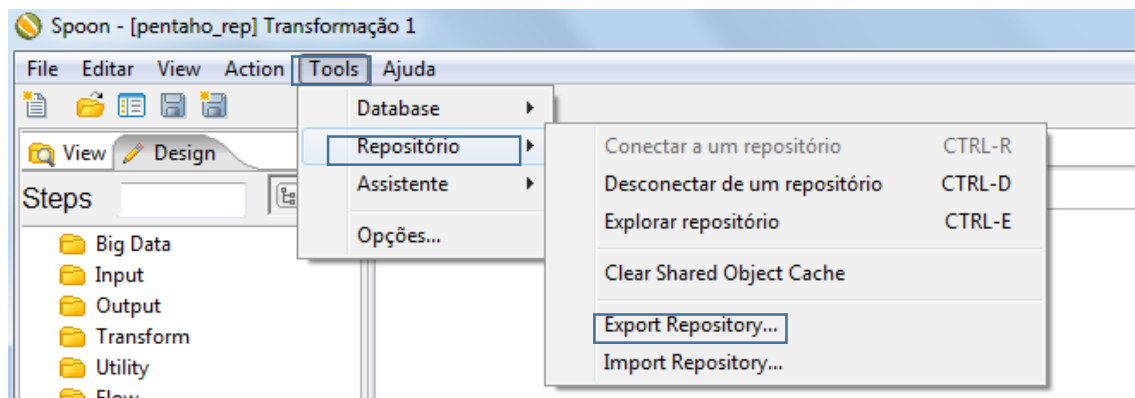 Spoon - [pentaho_rep] Transformação 1
File Editar View Action Tools Ajuda
Database
Repositório
Assistente
Opções...
Conectar a um repositório CTRL-R
Desconectar de um repositório CTRL-D
Explorar repositório CTRL-E
Clear Shared Object Cache
Export Repository...
Import Repository...
View Design
Steps
Big Data
Input
Output
Transform
Utility
Flow